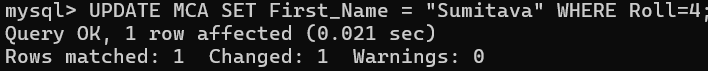 mysql> UPDATE MCA SET First_Name = "Sumitava" WHERE Roll=4;
Query OK, 1 row affected (0.021 sec)
Rows matched: 1  Changed: 1  Warnings: 0